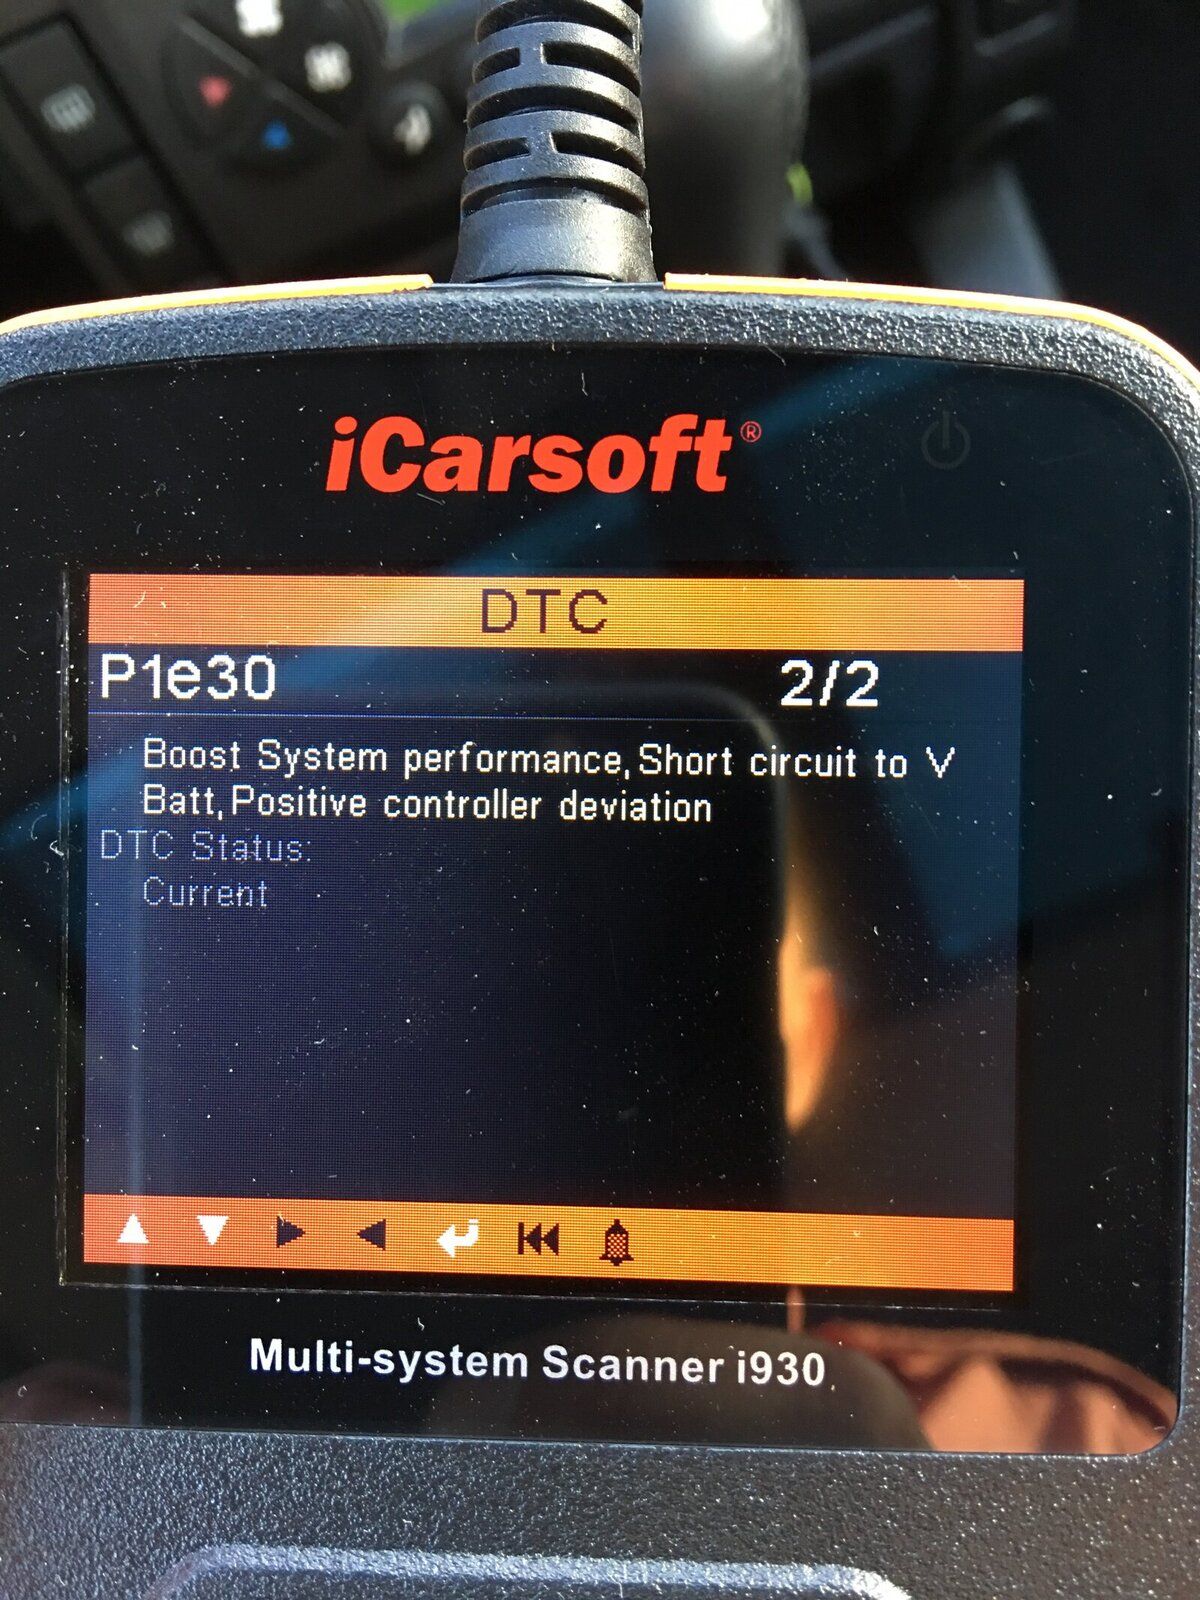 iCarsoft®
DTC
P1e30 2/2
Boost System performance,Short circuit to V
Batt,Positive controller deviation
DTC Status:
Current
Multi-system Scanner i930